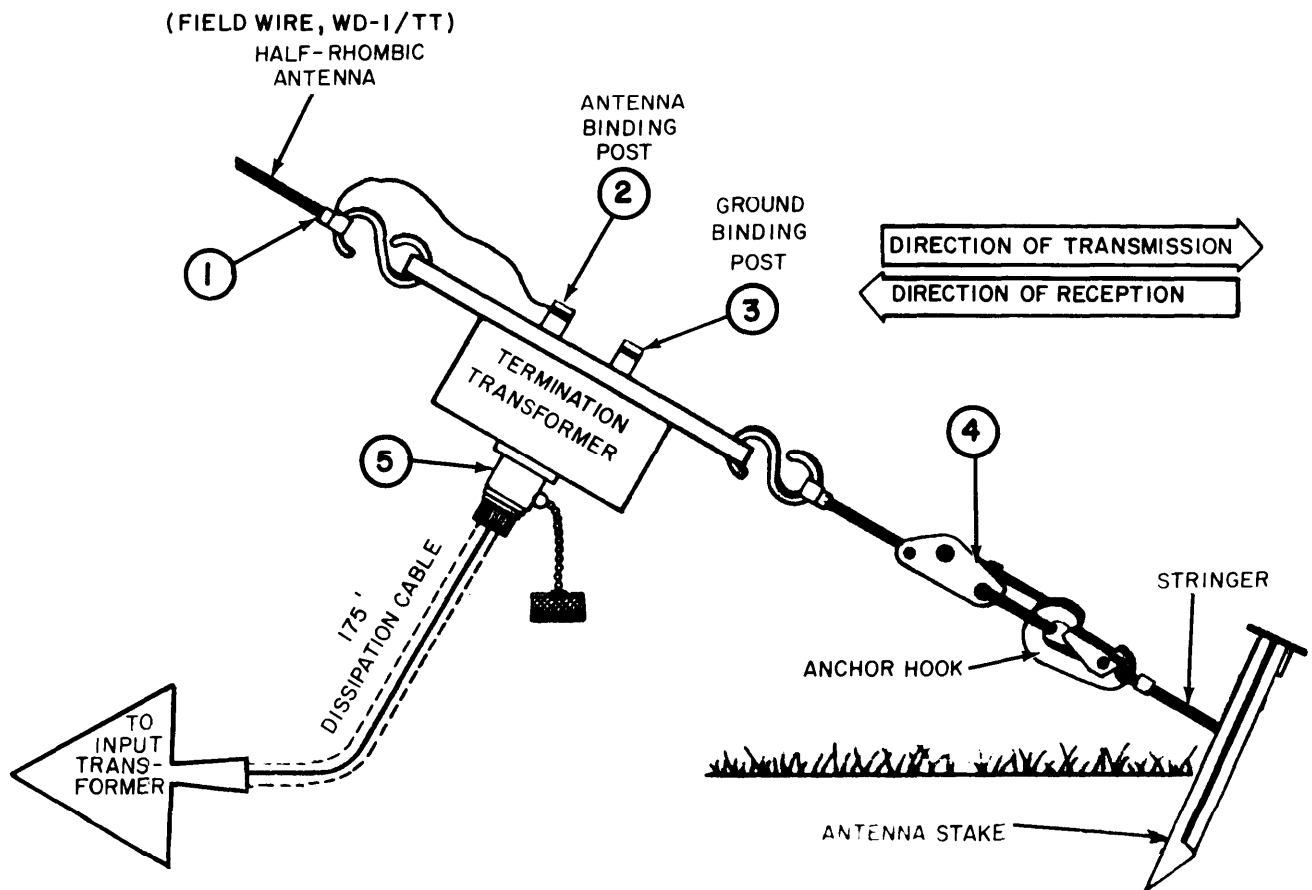 (FIELD WIRE, WD-1/TT)
HALF-RHOMBIC
ANTENNA
ANTENNA
BINDING
POST
2
GROUND
BINDING
POST
3
1
DIRECTION OF TRANSMISSION
DIRECTION OF RECEPTION
TERMINATION
TRANSFORMER
4
5
175'
DISSIPATION CABLE
STRINGER
ANCHOR HOOK
TO
INPUT
TRANS-
FORMER
ANTENNA STAKE